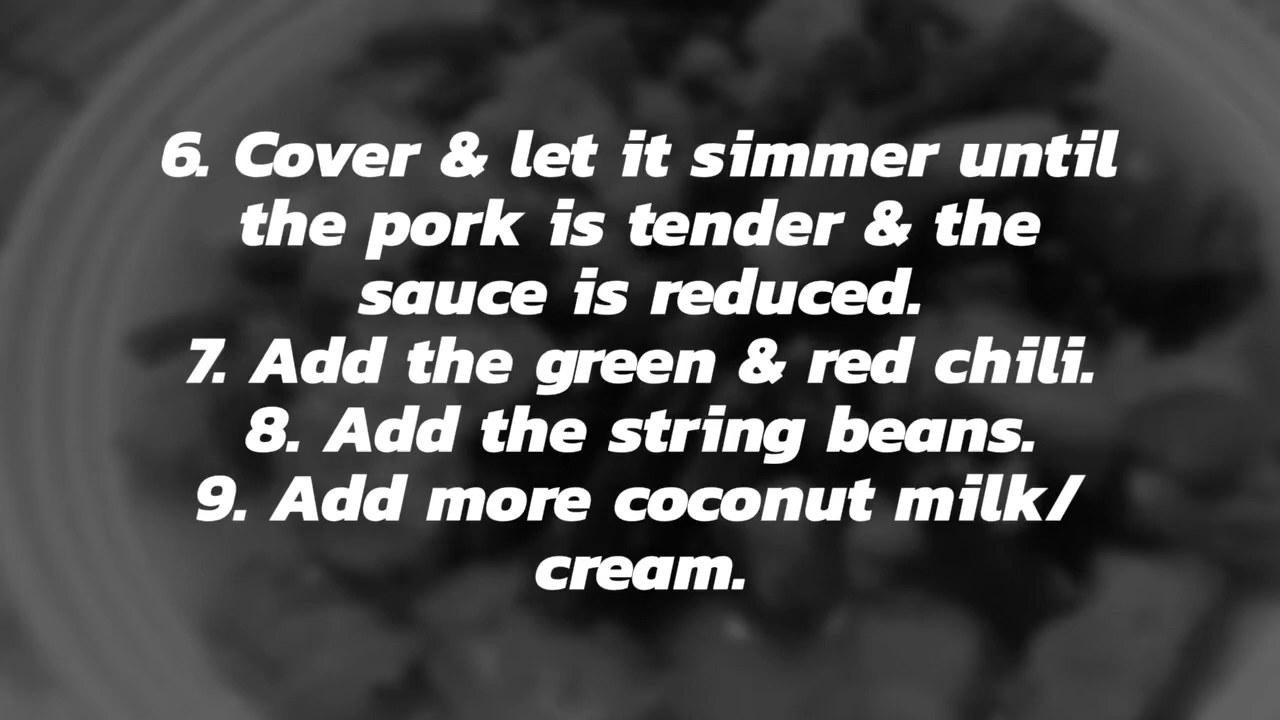 6. Cover & let it simmer until
the pork is tender & the
sauce is reduced.
7. Add the green & red chili.
8. Add the string beans.
9. Add more coconut milk/
cream.